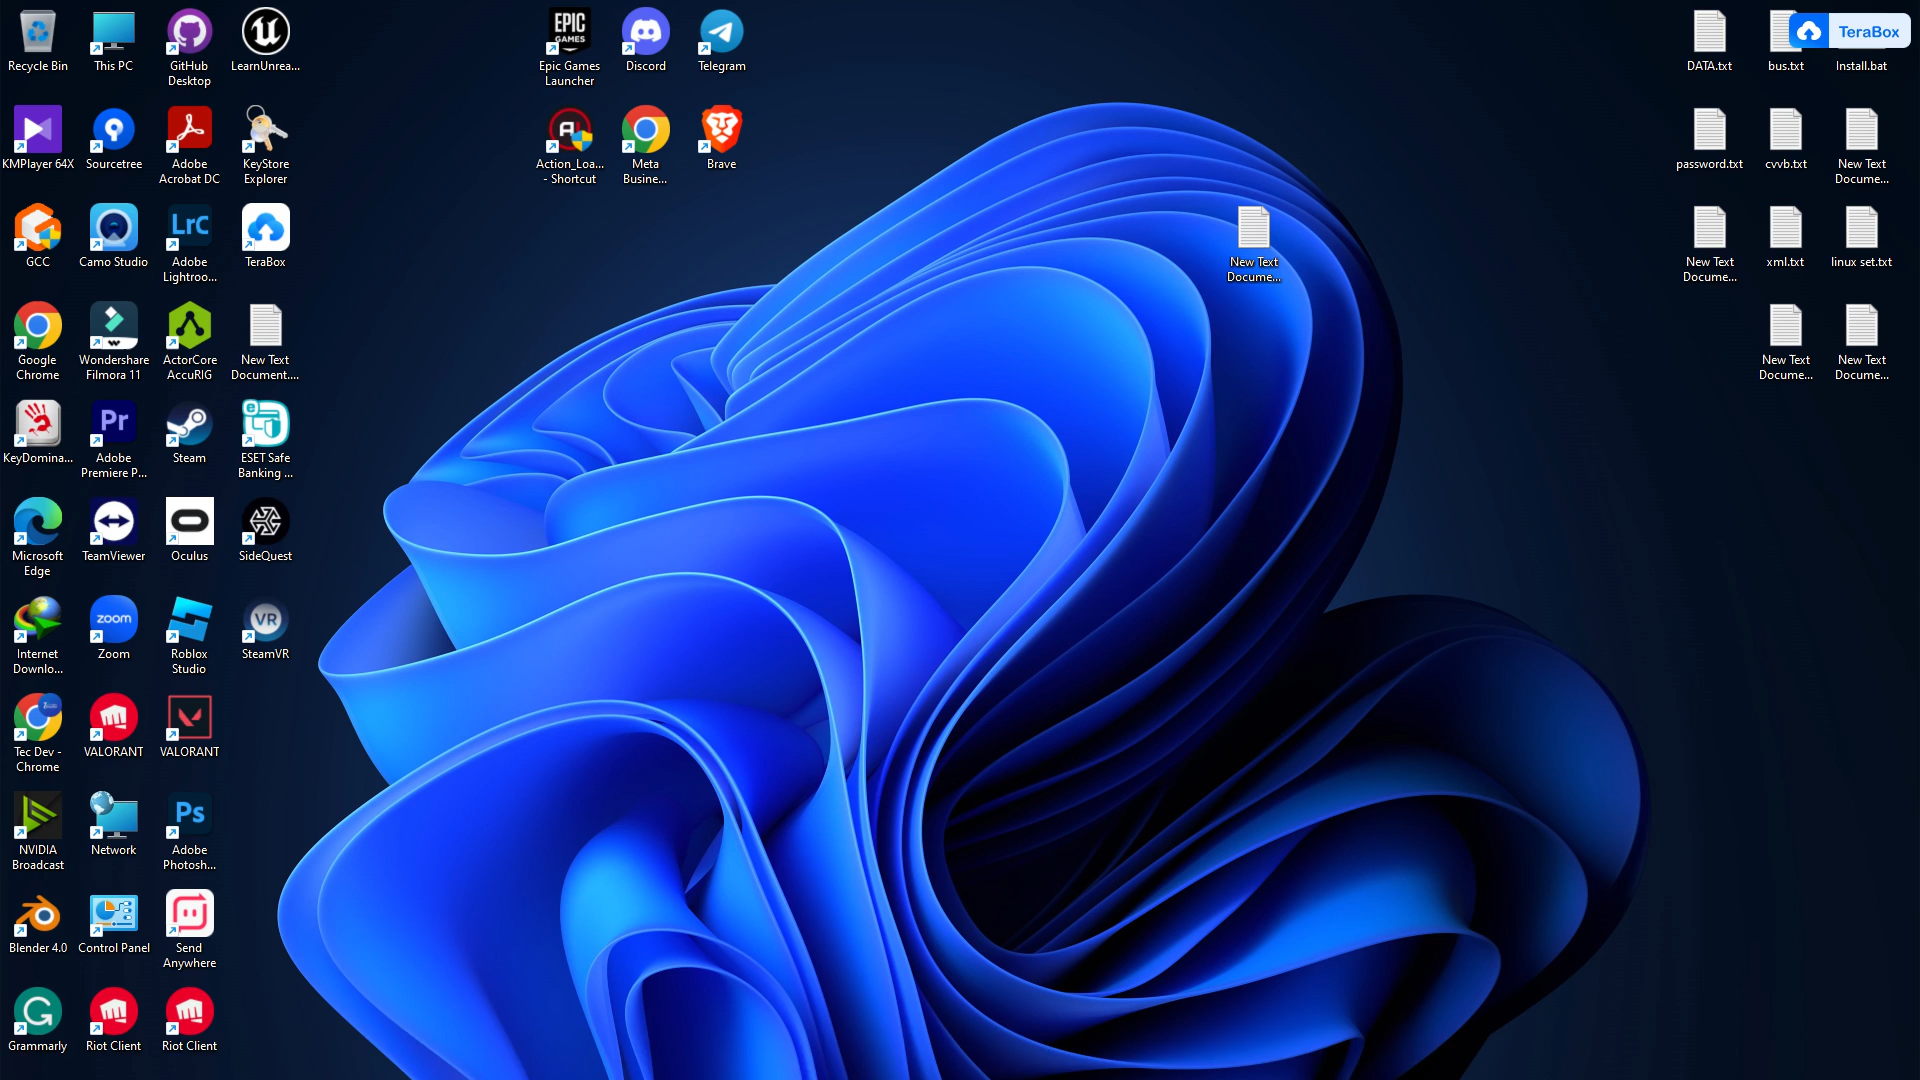 Recycle Bin
This PC
GitHub
Desktop
LearnUnrea...
EPIC
GAMES
Epic Games
Launcher
Discord
Telegram
DATA.txt
bus.txt
TeraBox
Install.bat
KMPlayer 64X
Sourcetree
Adobe
Acrobat DC
KeyStore
Explorer
Action_Loa...
- Shortcut
Meta
Busine...
Brave
password.txt
cvvb.txt
New Text
Docume...
GCC
Camo Studio
LrC
Adobe
Lightroo...
TeraBox
New Text
Docume...
New Text
Docume...
xml.txt
linux set.txt
Google
Chrome
Wondershare
Filmora 11
ActorCore
AccuRIG
New Text
Document....
New Text
Docume...
New Text
Docume...
KeyDomina...
Pr
Adobe
Premiere P...
Steam
ESET Safe
Banking ...
Microsoft
Edge
TeamViewer
Oculus
SideQuest
Internet
Downlo...
zoom
Zoom
Roblox
Studio
VR
SteamVR
Tec Dev -
Chrome
VALORANT
VALORANT
NVIDIA
Broadcast
Network
Ps
Adobe
Photosh...
Blender 4.0
Control Panel
Send
Anywhere
Grammarly
Riot Client
Riot Client